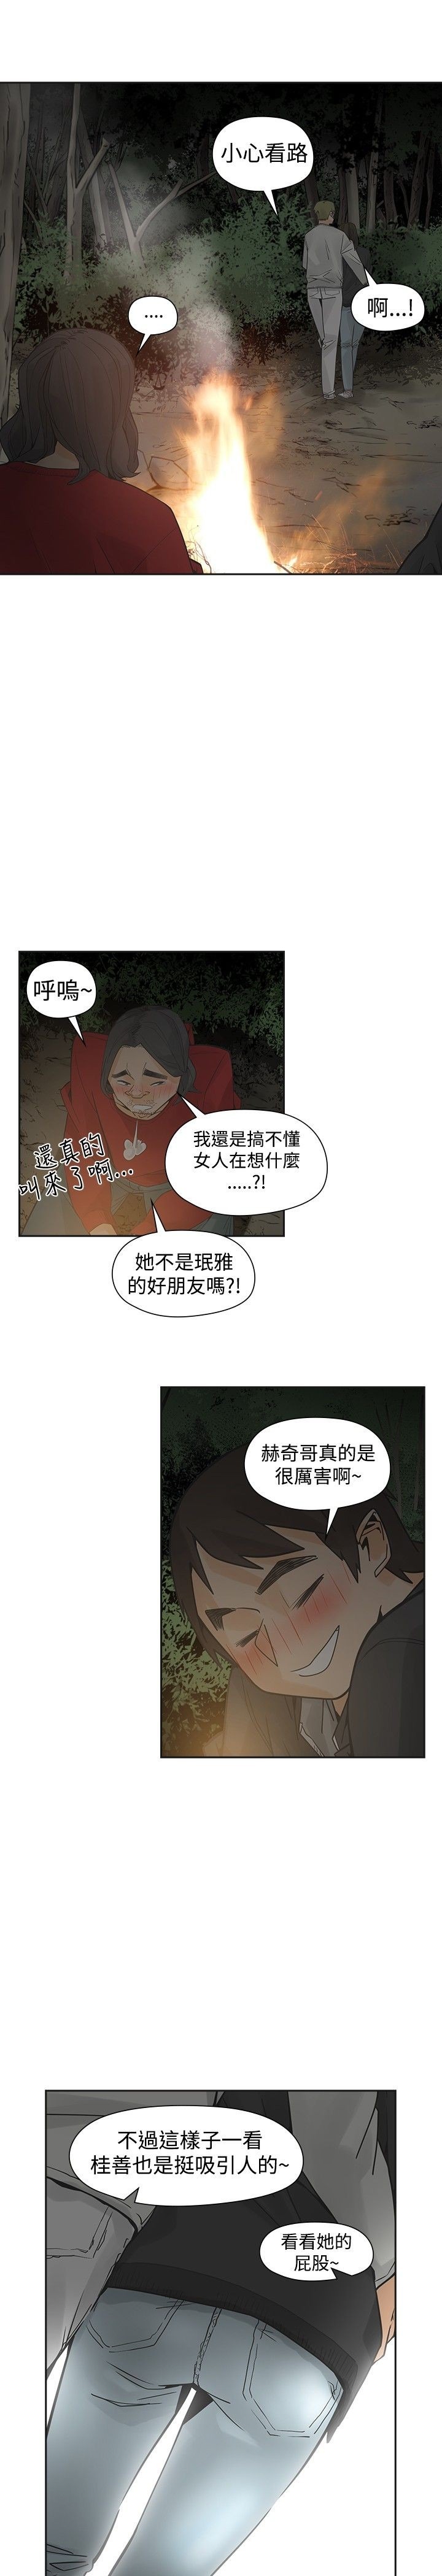 小心看路
啊...!
....
呼嗚~
還真的
叫來了啊...
我還是搞不懂
女人在想什麼
.....?!
她不是珉雅
的好朋友嗎?!
赫奇哥真的是
很厲害啊~
不過這樣子一看
桂善也是挺吸引人的~
看看她的
屁股~